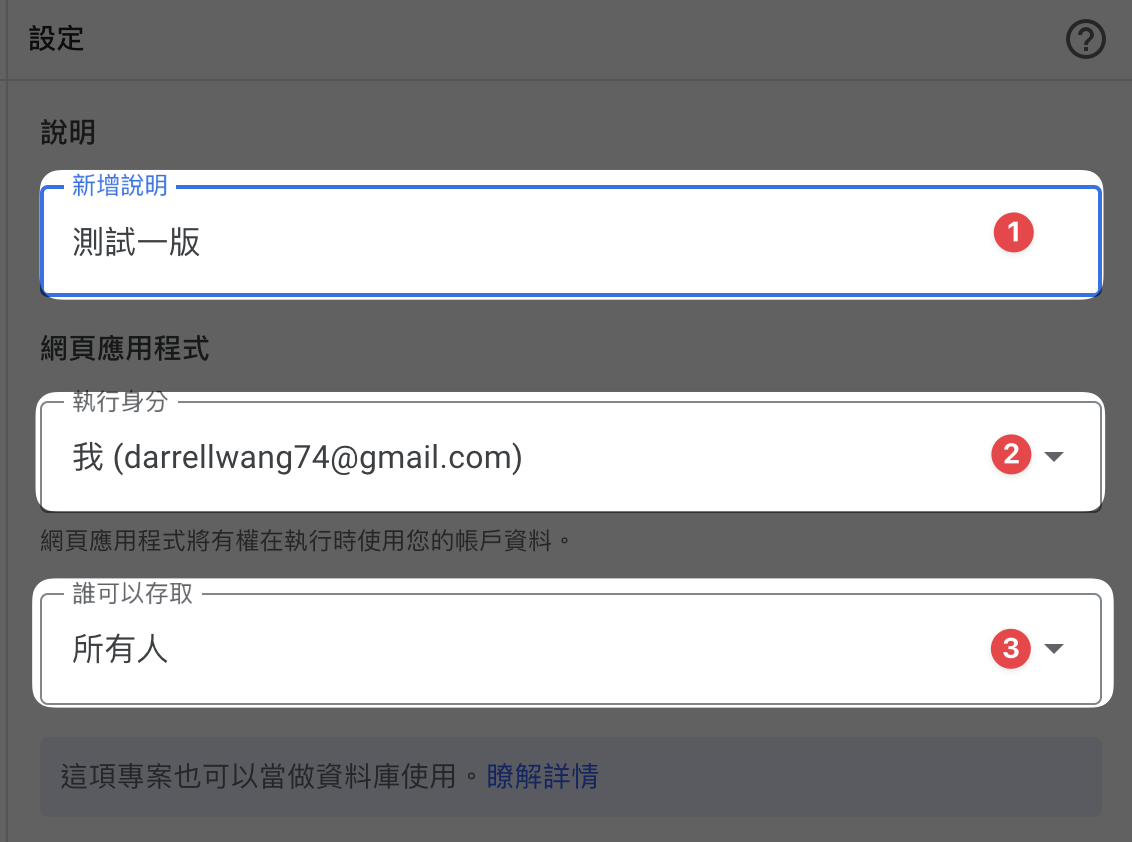 設定
?
說明
新增說明
測試一版
1
網頁應用程式
執行身分
我 (darrellwang74@gmail.com)
2
網頁應用程式將有權在執行時使用您的帳戶資料。
誰可以存取
所有人
3
這項專案也可以當做資料庫使用。瞭解詳情